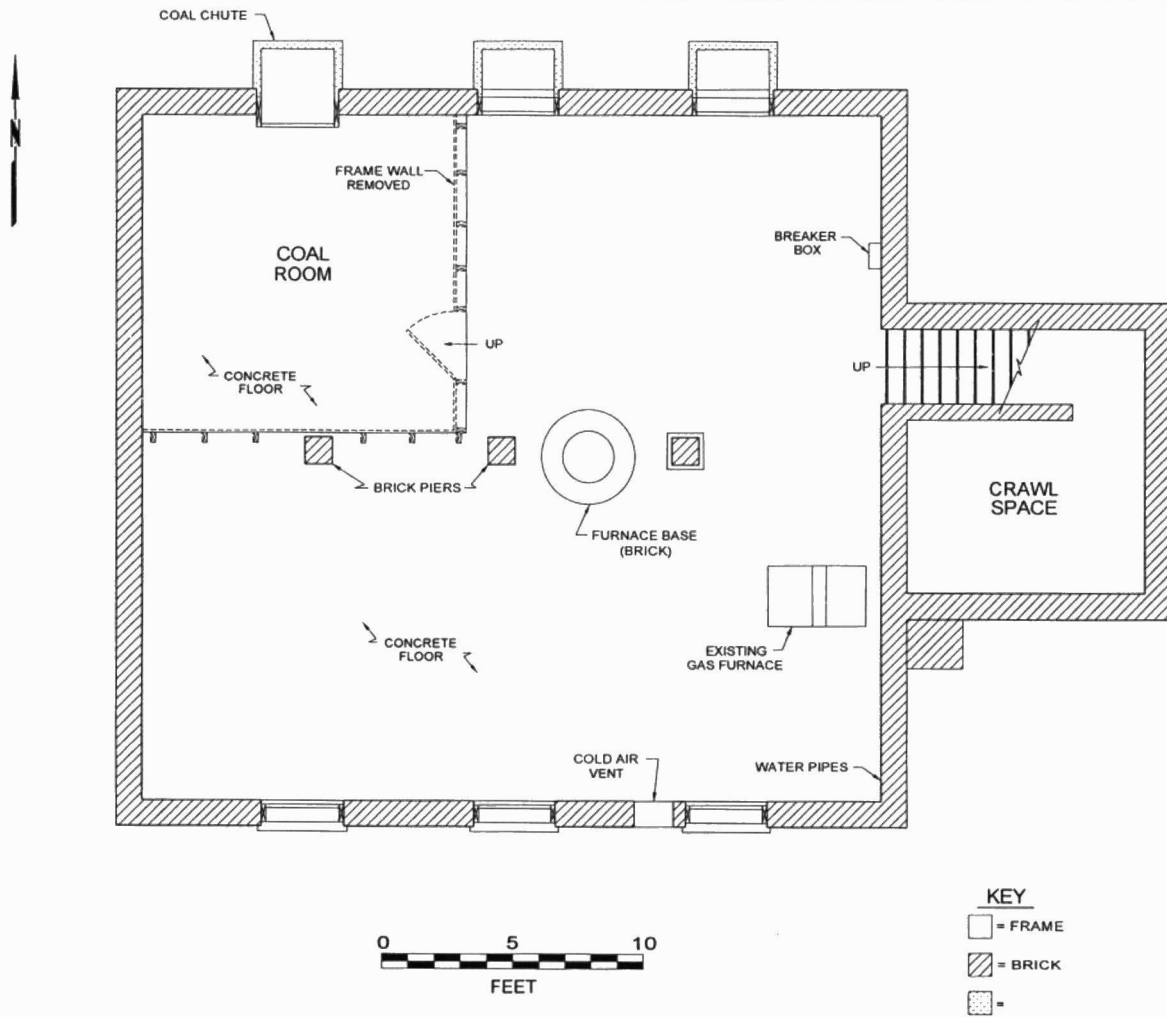 COAL CHUTE
N
FRAME WALL
REMOVED
COAL
ROOM
BREAKER
BOX
UP
UP
CONCRETE
FLOOR
BRICK PIERS
CRAWL
SPACE
FURNACE BASE
(BRICK)
CONCRETE
FLOOR
EXISTING
GAS FURNACE
COLD AIR
VENT
WATER PIPES
KEY
= FRAME
= BRICK
=
0 5 10
FEET